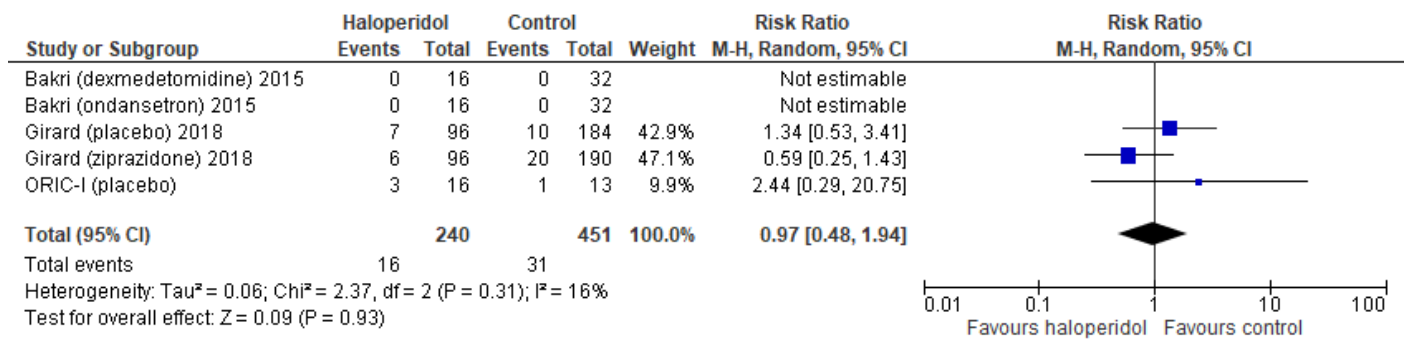 Haloperidol Control Risk Ratio Risk Ratio
Study or Subgroup Events Total Events Total Weight M-H, Random, 95% CI M-H, Random, 95% CI
Bakri (dexmedetomidine) 2015 0 16 0 32 Not estimable
Bakri (ondansetron) 2015 0 16 0 32 Not estimable
Girard (placebo) 2018 7 96 10 184 42.9% 1.34 [0.53, 3.41]
Girard (ziprazidone) 2018 6 96 20 190 47.1% 0.59 [0.25, 1.43]
ORIC-I (placebo) 3 16 1 13 9.9% 2.44 [0.29, 20.75]
Total (95% CI) 240 451 100.0% 0.97 [0.48, 1.94]
Total events 16 31
Heterogeneity: Tau² = 0.06; Chi² = 2.37, df = 2 (P = 0.31); I² = 16%
Test for overall effect: Z = 0.09 (P = 0.93)
0.01 0.1 1 10 100
Favours haloperidol Favours control